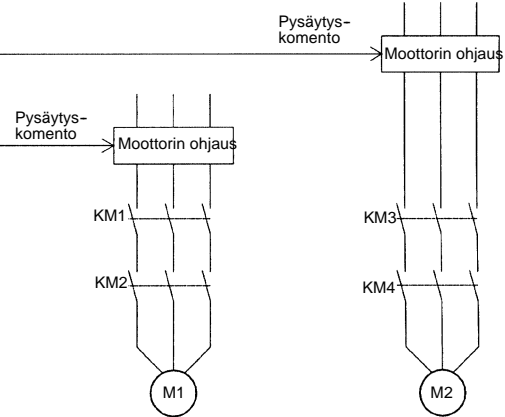 Pysäytys-
komento
Moottorin ohjaus
Pysäytys-
komento
Moottorin ohjaus
KM1
KM3
KM2
KM4
M1
M2